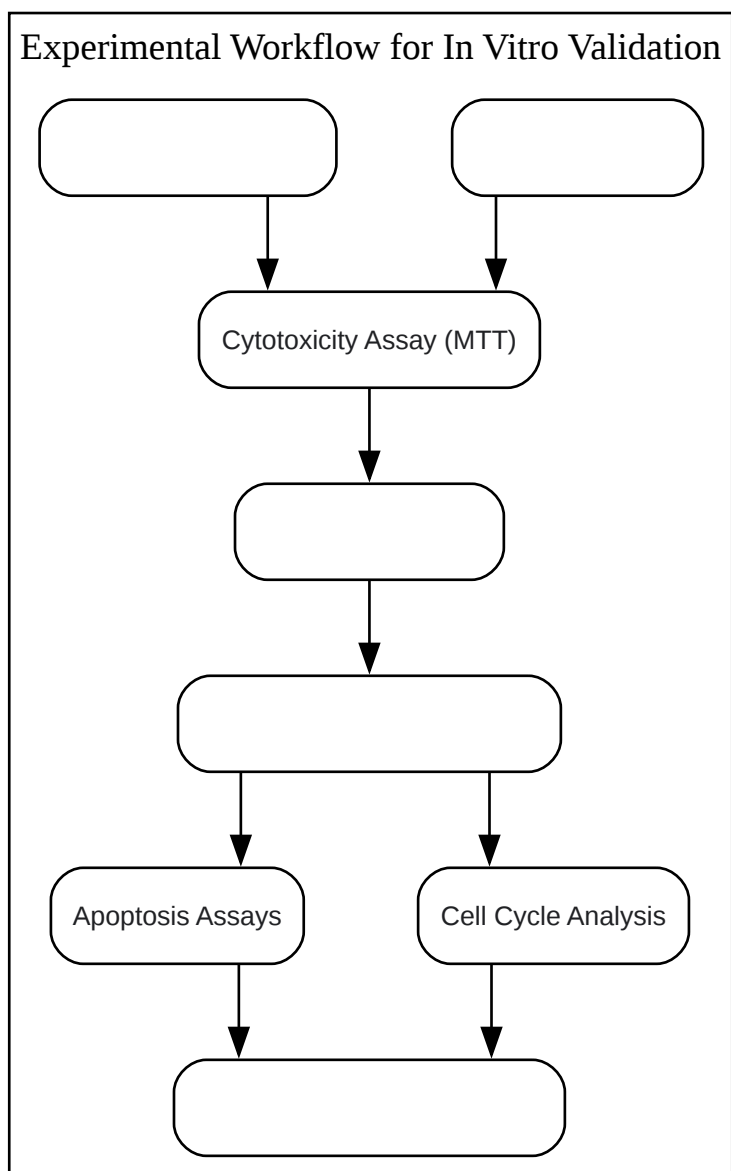 Experimental Workflow for In Vitro Validation
Cytotoxicity Assay (MTT)
Apoptosis Assays
Cell Cycle Analysis